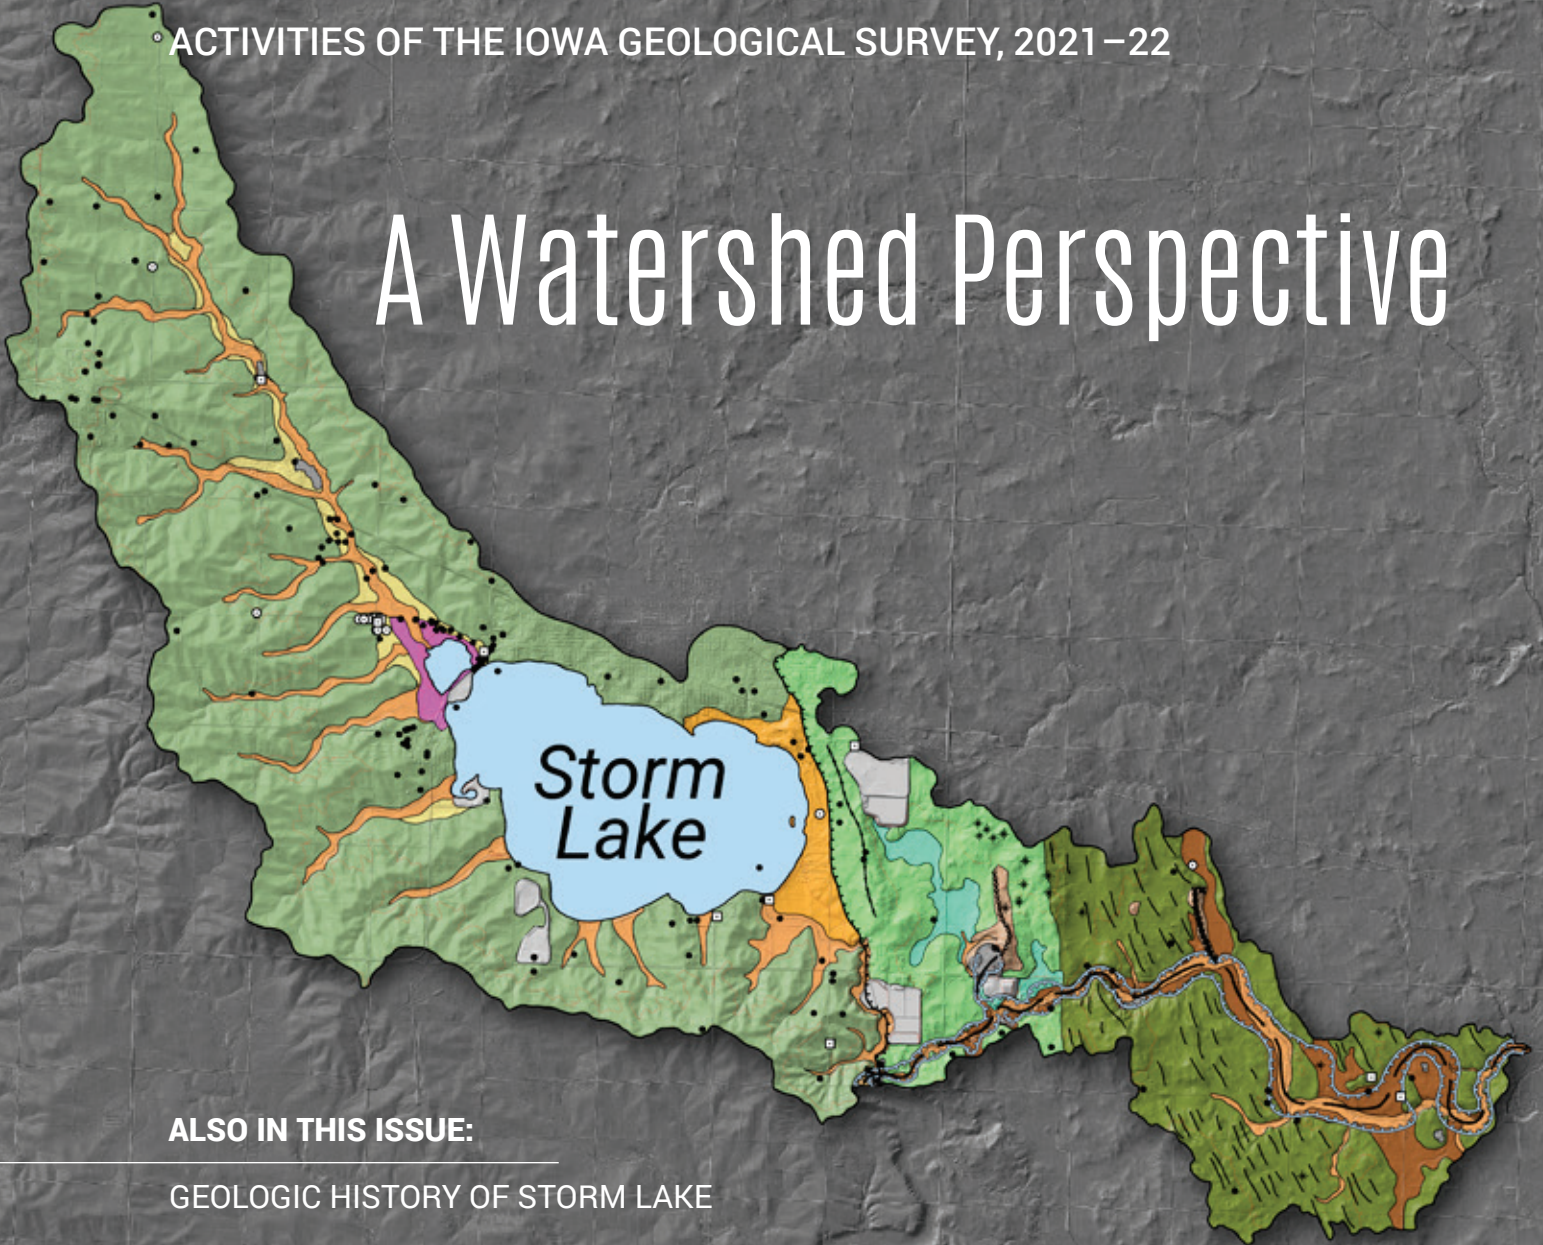 ACTIVITIES OF THE IOWA GEOLOGICAL SURVEY, 2021–22
A Watershed Perspective
Storm
Lake
ALSO IN THIS ISSUE:
GEOLOGIC HISTORY OF STORM LAKE